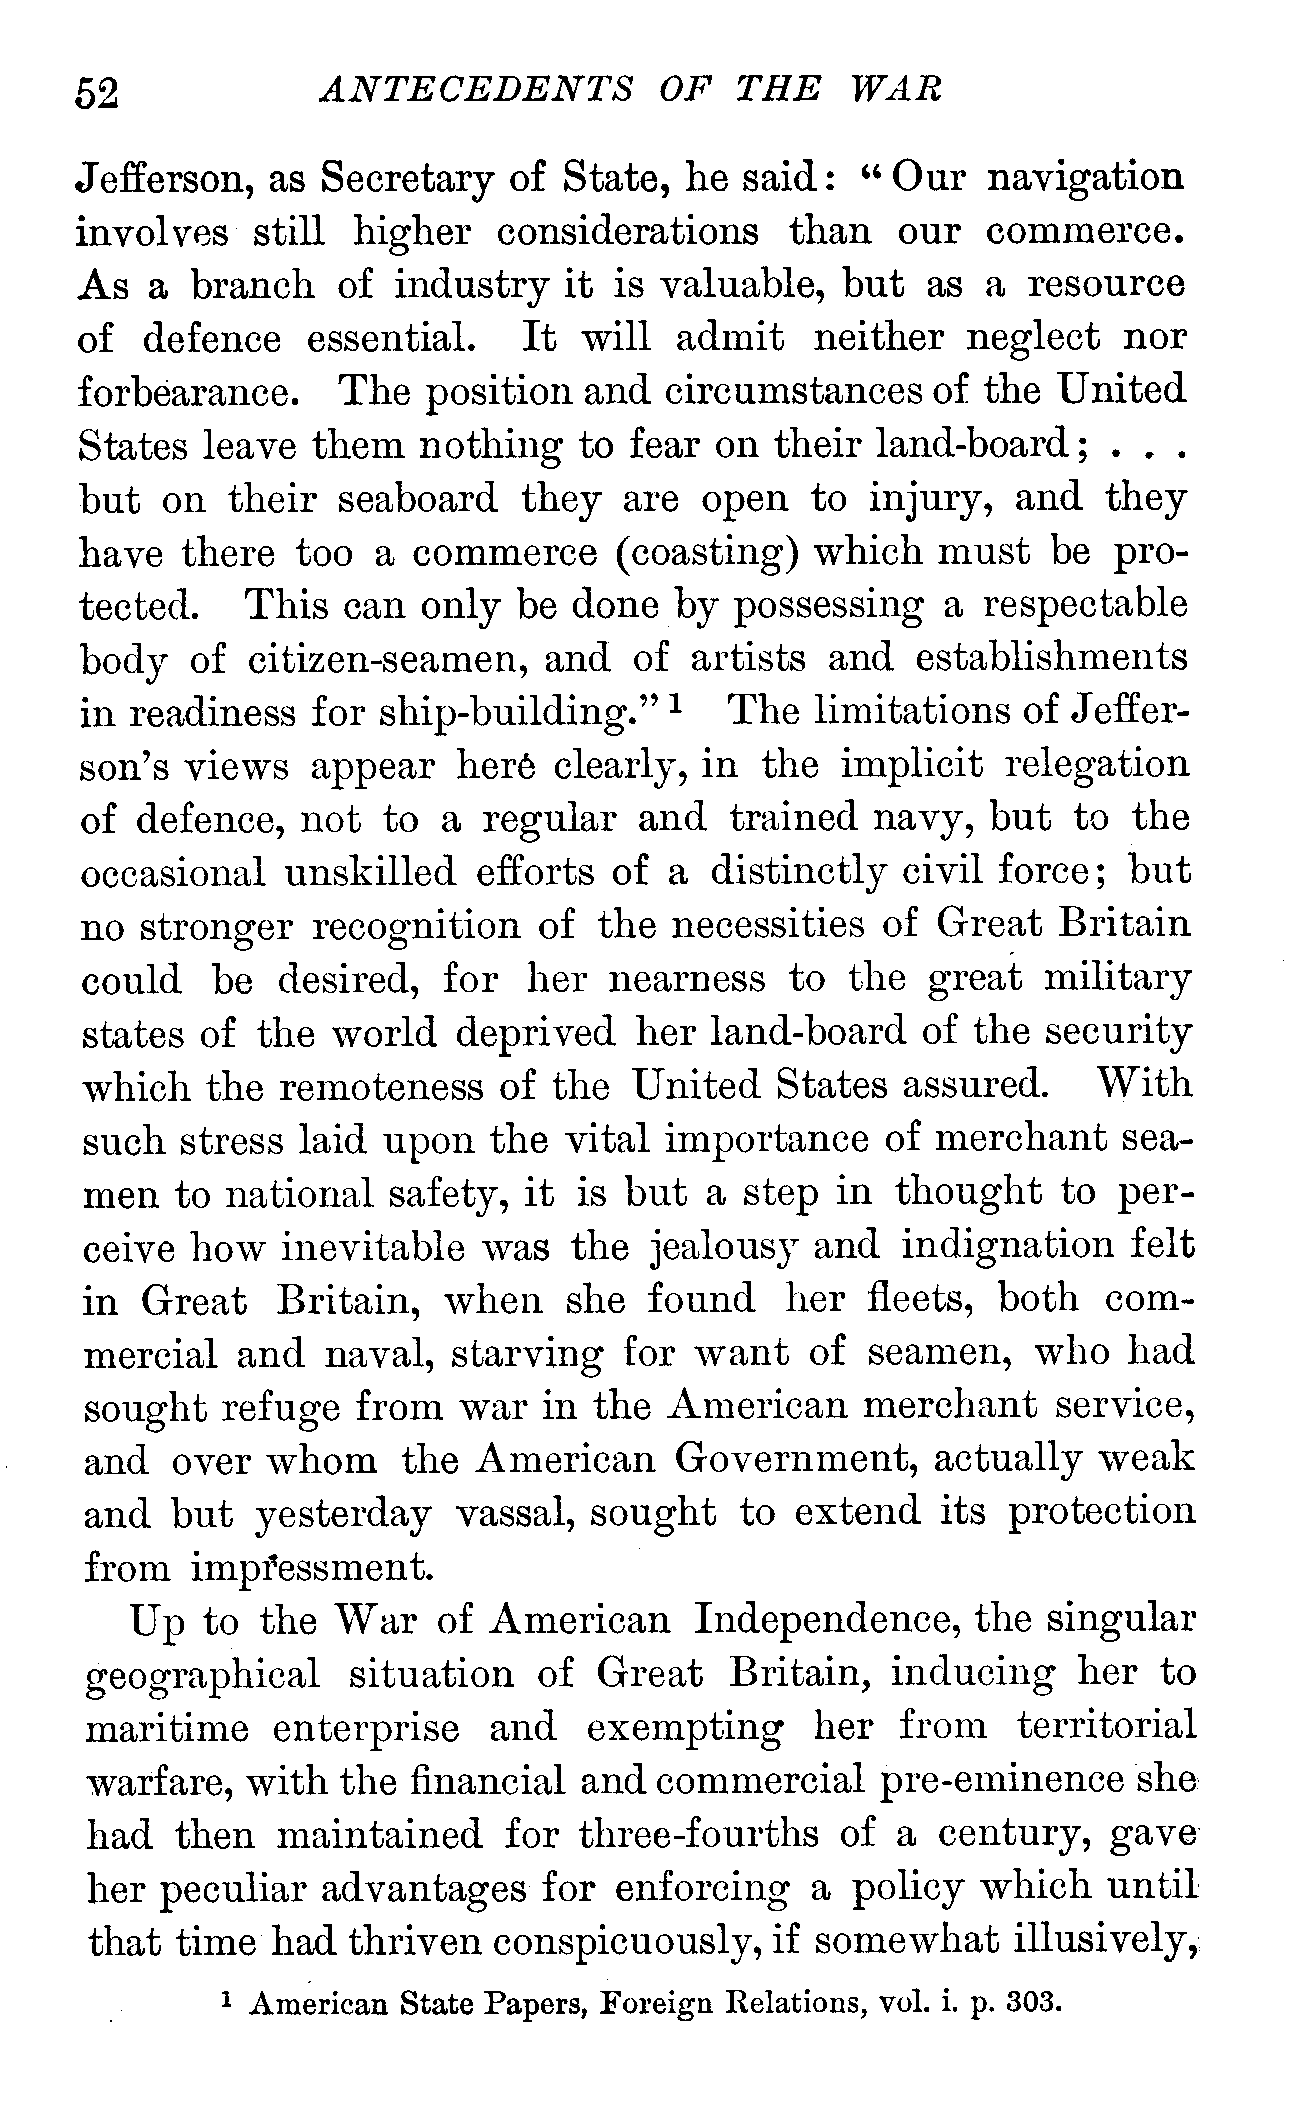 52 ANTECEDENTS OF THE WAR
Jefferson, as Secretary of State, he said: “Our navigation
involves still higher considerations than our commerce.
As a branch of industry it is valuable, but as a resource
of defence essential. It will admit neither neglect nor
forbearance. The position and circumstances of the United
States leave them nothing to fear on their land-board; . . .
but on their seaboard they are open to injury, and they
have there too a commerce (coasting) which must be pro-
tected. This can only be done by possessing a respectable
body of citizen-seamen, and of artists and establishments
in readiness for ship-building.” 1 The limitations of Jeffer-
son’s views appear here clearly, in the implicit relegation
of defence, not to a regular and trained navy, but to the
occasional unskilled efforts of a distinctly civil force; but
no stronger recognition of the necessities of Great Britain
could be desired, for her nearness to the great military
states of the world deprived her land-board of the security
which the remoteness of the United States assured. With
such stress laid upon the vital importance of merchant sea-
men to national safety, it is but a step in thought to per-
ceive how inevitable was the jealousy and indignation felt
in Great Britain, when she found her fleets, both com-
mercial and naval, starving for want of seamen, who had
sought refuge from war in the American merchant service,
and over whom the American Government, actually weak
and but yesterday vassal, sought to extend its protection
from impressment.
Up to the War of American Independence, the singular
geographical situation of Great Britain, inducing her to
maritime enterprise and exempting her from territorial
warfare, with the financial and commercial pre-eminence she
had then maintained for three-fourths of a century, gave
her peculiar advantages for enforcing a policy which until
that time had thriven conspicuously, if somewhat illusively,
1 American State Papers, Foreign Relations, vol. i. p. 303.